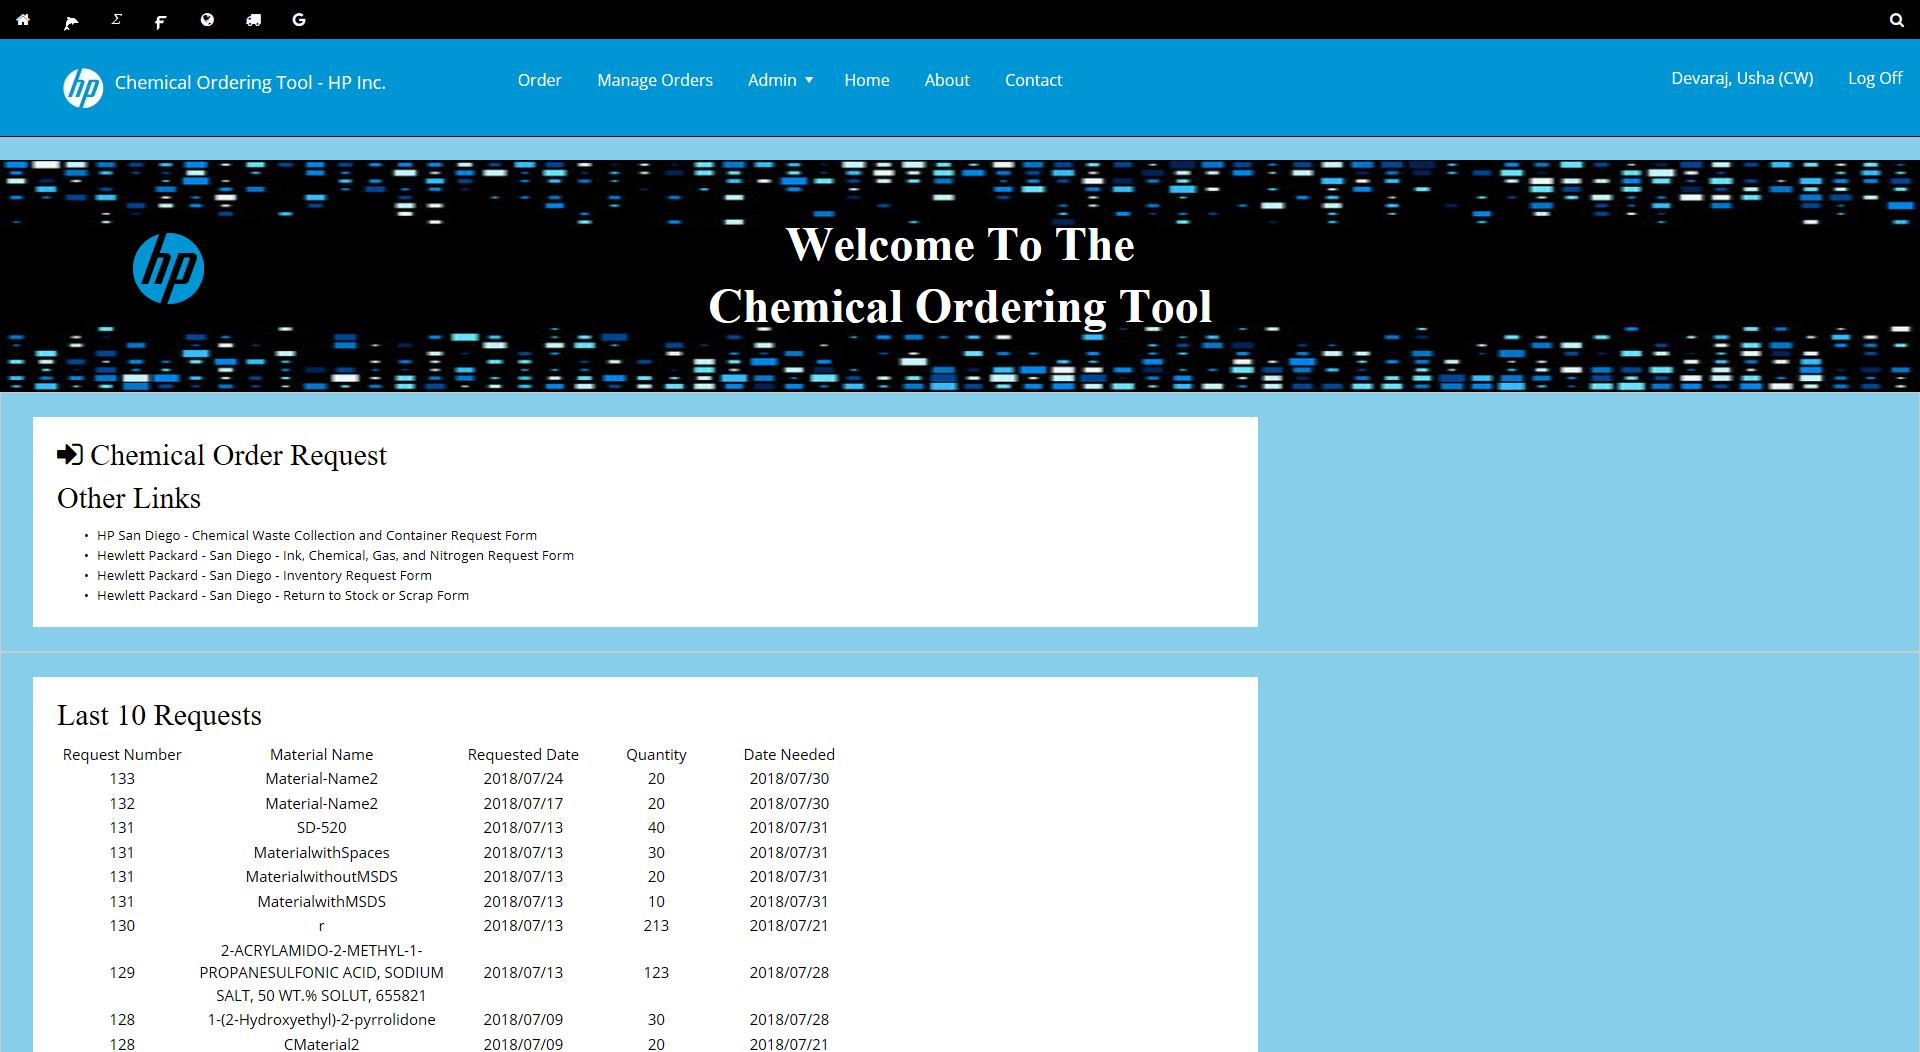 Σ F G
hp Chemical Ordering Tool - HP Inc. Order Manage Orders Admin Home About Contact Devaraj, Usha (CW) Log Off
Welcome To The
hp
Chemical Ordering Tool
Chemical Order Request
Other Links
• HP San Diego - Chemical Waste Collection and Container Request Form
• Hewlett Packard - San Diego - Ink, Chemical, Gas, and Nitrogen Request Form
• Hewlett Packard - San Diego - Inventory Request Form
• Hewlett Packard - San Diego - Return to Stock or Scrap Form
Last 10 Requests
Request Number Material Name Requested Date Quantity Date Needed
133 Material-Name2 2018/07/24 20 2018/07/30
132 Material-Name2 2018/07/17 20 2018/07/30
131 SD-520 2018/07/13 40 2018/07/31
131 MaterialwithSpaces 2018/07/13 30 2018/07/31
131 MaterialwithoutMSDS 2018/07/13 20 2018/07/31
131 MaterialwithMSDS 2018/07/13 10 2018/07/31
130 r 2018/07/13 213 2018/07/21
2-ACRYLAMIDO-2-METHYL-1-
129 PROPANESULFONIC ACID, SODIUM 2018/07/13 123 2018/07/28
SALT, 50 WT.% SOLUT, 655821
128 1-(2-Hydroxyethyl)-2-pyrrolidone 2018/07/09 30 2018/07/28
128 CMaterial2 2018/07/09 20 2018/07/21